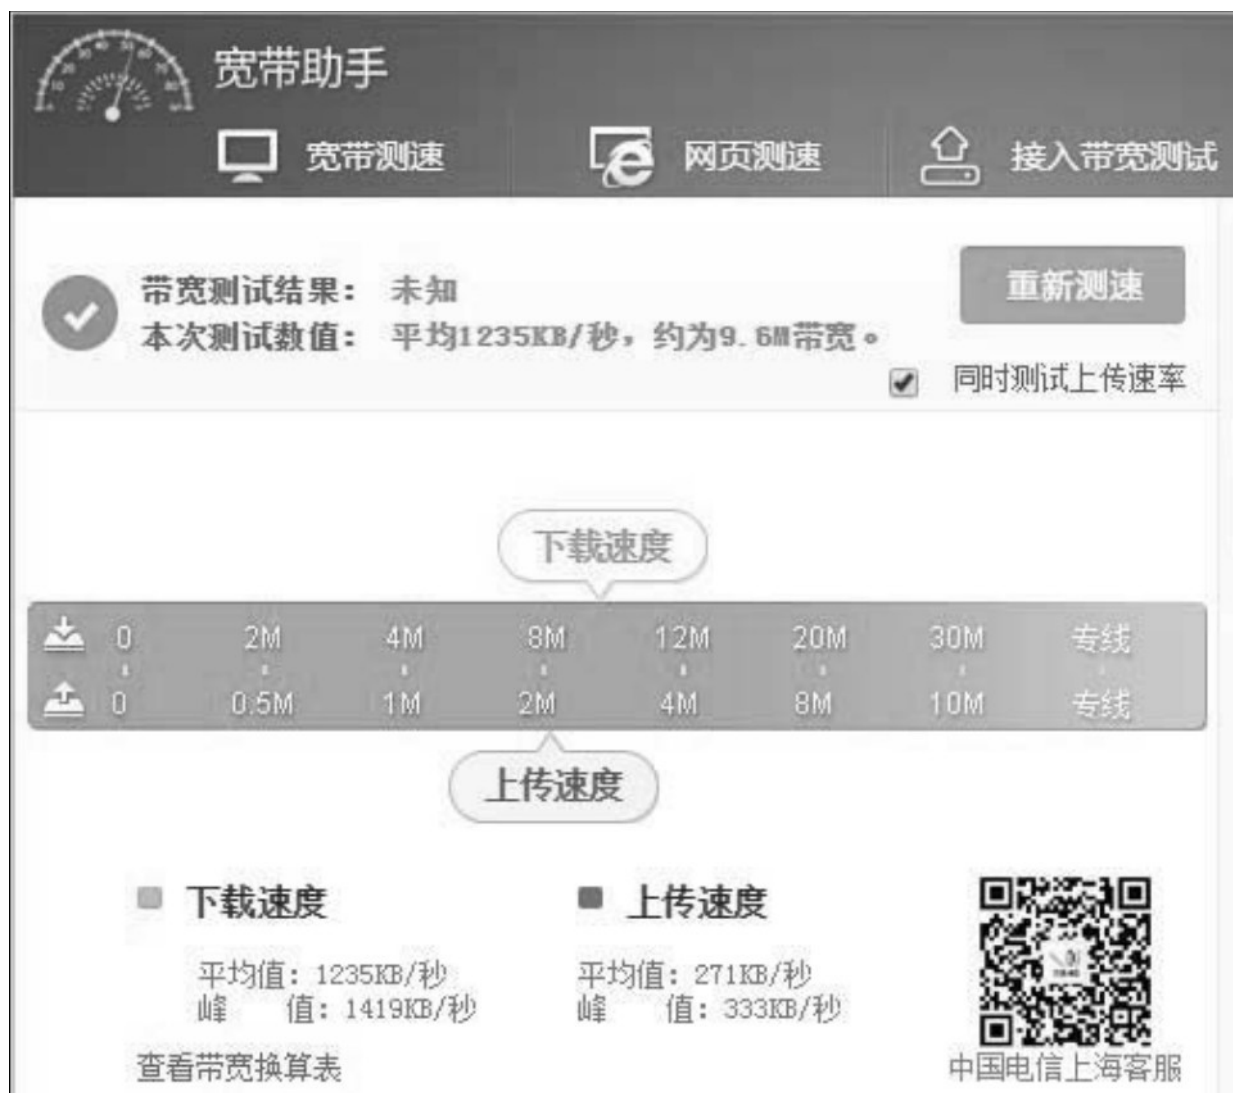 宽带助手
宽带测速 网页测速 接入带宽测试
带宽测试结果： 未知
重新测速
本次测试数值： 平均1235KB/秒，约为9.6M带宽。
同时测试上传速率
下载速度
0 2M 4M 8M 12M 20M 30M 专线
0 0.5M 1M 2M 4M 8M 10M 专线
上传速度
下载速度 上传速度
平均值：1235KB/秒 平均值：271KB/秒
峰 值：1419KB/秒 峰 值：333KB/秒
查看带宽换算表 中国电信上海客服